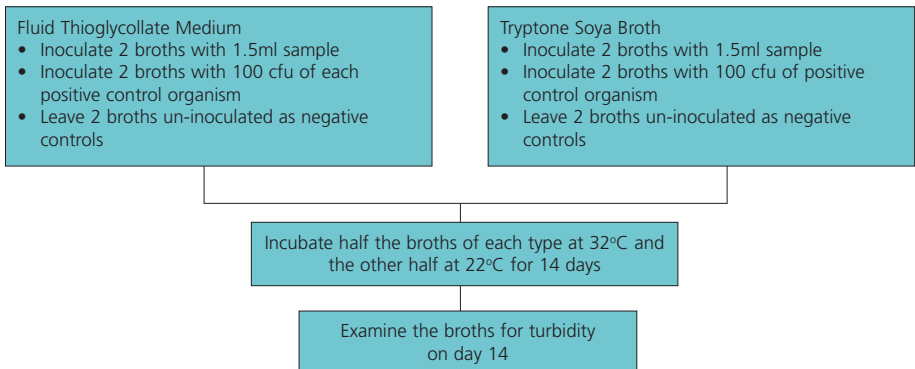 Fluid Thioglycollate Medium
• Inoculate 2 broths with 1.5ml sample
• Inoculate 2 broths with 100 cfu of each
positive control organism
• Leave 2 broths un-inoculated as negative
controls
Tryptone Soya Broth
• Inoculate 2 broths with 1.5ml sample
• Inoculate 2 broths with 100 cfu of positive
control organism
• Leave 2 broths un-inoculated as negative
controls
Incubate half the broths of each type at 32ºC and
the other half at 22ºC for 14 days
Examine the broths for turbidity
on day 14